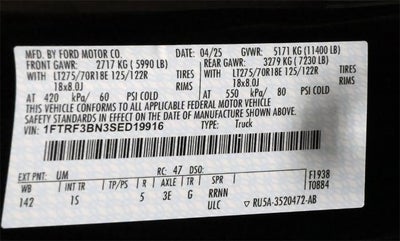 MFD. BY FORD MOTOR CO. 04/25 GVWR: 5171 KG (11400 LB)
FRONT GAWR: 2717 KG (5990 LB) REAR GAWR: 3279 KG (7230 LB)
WITH LT275/70R18E 125/122R TIRES WITH LT275/70R18E 125/122R TIRES
18x8.0J RIMS 18x8.0J RIMS
AT 420 kPa/ 60 PSI COLD AT 550 kPa/ 80 PSI COLD
THIS VEHICLE CONFORMS TO ALL APPLICABLE FEDERAL MOTOR VEHICLE
SAFETY STANDARDS IN EFFECT ON THE DATE OF MANUFACTURE SHOWN ABOVE.
VIN: 1FTRF3BN3SED19916 TYPE: Truck
EXT PNT: UM RC: 47 DSO: F1938
WB INT TR TP/PS R AXLE TR SPR T0884
142 1S 5 3E G RRNN
ULC RU5A-3520472-AB